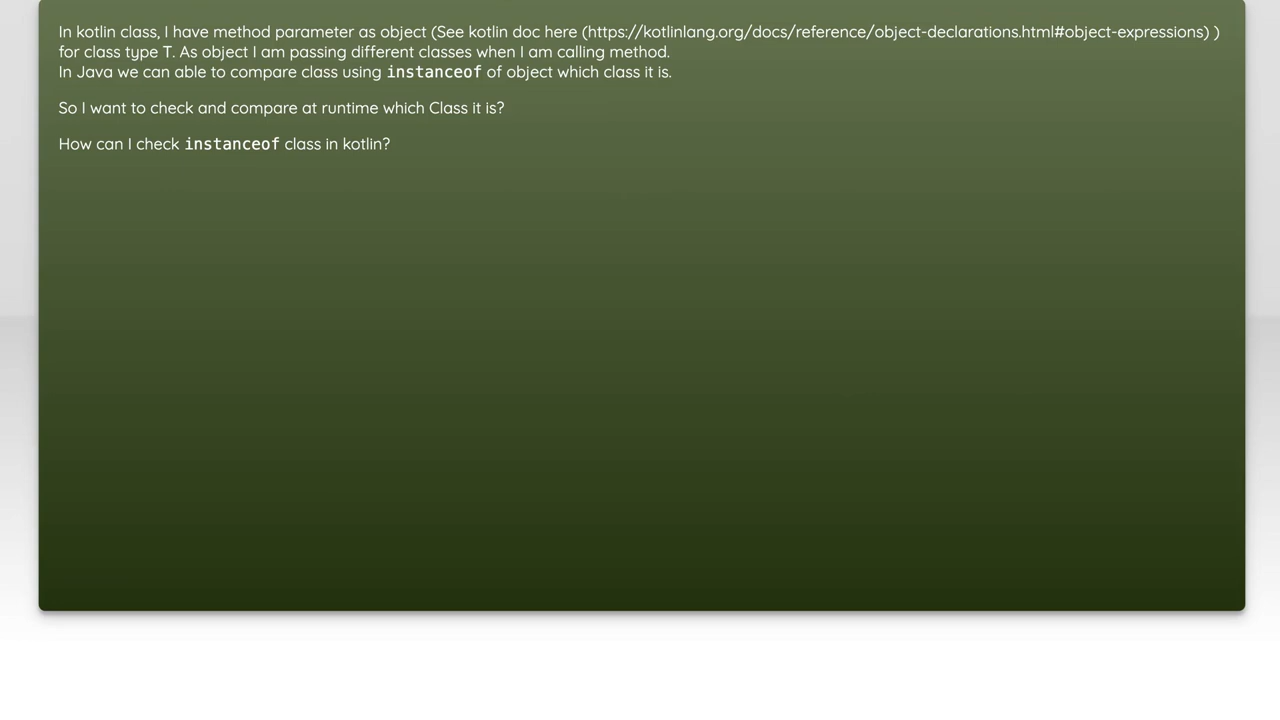 In kotlin class, I have method parameter as object (See kotlin doc here (https://kotlinlang.org/docs/reference/object-declarations.html#object-expressions) )
for class type T. As object I am passing different classes when I am calling method.
In Java we can able to compare class using instanceof of object which class it is.
So I want to check and compare at runtime which Class it is?
How can I check instanceof class in kotlin?